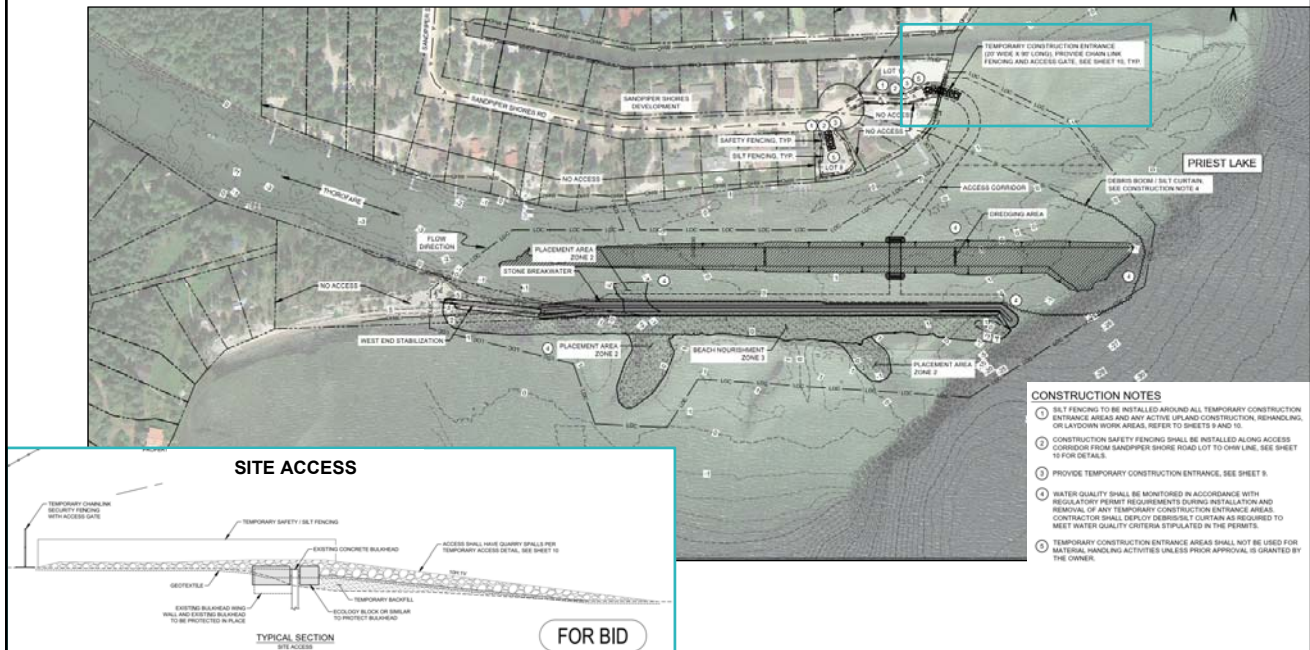 TEMPORARY CONSTRUCTION ENTRANCE
(20' WIDE X 90' LONG), PROVIDE CHAIN LINK
FENCING AND ACCESS GATE, SEE SHEET 10, TYP.
LOT
SANDPIPER SHORES
DEVELOPMENT
SANDPIPER SHORES RD
NO ACCESS
NO ACCESS
SAFETY FENCING, TYP.
SILT FENCING, TYP.
LOT
NO ACCESS
PRIEST LAKE
DEBRIS BOOM / SILT CURTAIN,
SEE CONSTRUCTION NOTE 4
ACCESS CORRIDOR
DREDGING AREA
THOROFARE
FLOW
DIRECTION
PLACEMENT AREA
ZONE 2
STONE BREAKWATER
NO ACCESS
WEST END STABILIZATION
PLACEMENT AREA
ZONE 2
BEACH NOURISHMENT
ZONE 3
PLACEMENT AREA
ZONE 2
CONSTRUCTION NOTES
1 SILT FENCING TO BE INSTALLED AROUND ALL TEMPORARY CONSTRUCTION
ENTRANCE AREAS AND ANY ACTIVE UPLAND CONSTRUCTION, REHANDLING,
OR LAYDOWN WORK AREAS, REFER TO SHEETS 9 AND 10.
2 CONSTRUCTION SAFETY FENCING SHALL BE INSTALLED ALONG ACCESS
CORRIDOR FROM SANDPIPER SHORE ROAD LOT TO OHW LINE, SEE SHEET
10 FOR DETAILS.
3 PROVIDE TEMPORARY CONSTRUCTION ENTRANCE, SEE SHEET 9.
4 WATER QUALITY SHALL BE MONITORED IN ACCORDANCE WITH
REGULATORY PERMIT REQUIREMENTS DURING INSTALLATION AND
REMOVAL OF ANY TEMPORARY CONSTRUCTION ENTRANCE AREAS.
CONTRACTOR SHALL DEPLOY DEBRIS/SILT CURTAIN AS REQUIRED TO
MEET WATER QUALITY CRITERIA STIPULATED IN THE PERMITS.
5 TEMPORARY CONSTRUCTION ENTRANCE AREAS SHALL NOT BE USED FOR
MATERIAL HANDLING ACTIVITIES UNLESS PRIOR APPROVAL IS GRANTED BY
THE OWNER.
SITE ACCESS
TEMPORARY CHAINLINK
SECURITY FENCING
WITH ACCESS GATE
TEMPORARY SAFETY / SILT FENCING
EXISTING CONCRETE BULKHEAD
ACCESS SHALL HAVE QUARRY SPALLS PER
TEMPORARY ACCESS DETAIL, SEE SHEET 10
GEOTEXTILE
TEMPORARY BACKFILL
EXISTING BULKHEAD WING
WALL AND EXISTING BULKHEAD
TO BE PROTECTED IN PLACE
ECOLOGY BLOCK OR SIMILAR
TO PROTECT BULKHEAD
TYPICAL SECTION
SITE ACCESS
FOR BID